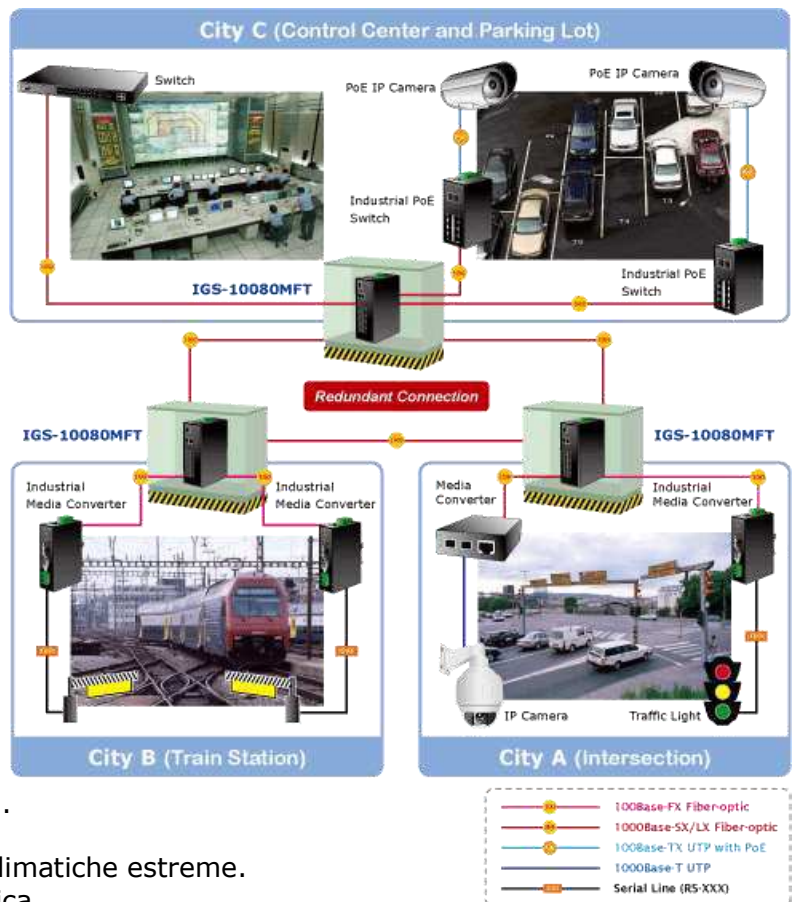 City C (Control Center and Parking Lot)
Switch
PoE IP Camera
PoE IP Camera
Industrial PoE
Switch
Industrial PoE
Switch
IGS-10080MFT
Redundant Connection
IGS-10080MFT
IGS-10080MFT
Industrial
Media Converter
Industrial
Media Converter
Media
Converter
Industrial
Media Converter
IP Camera
Traffic Light
City B (Train Station)
City A (Intersection)
.
limatiche estreme.
ica
100Base-FX Fiber-optic
1000Base-SX/LX Fiber-optic
100Base-TX UTP with PoE
1000Base-T UTP
Serial Line (RS-XXX)